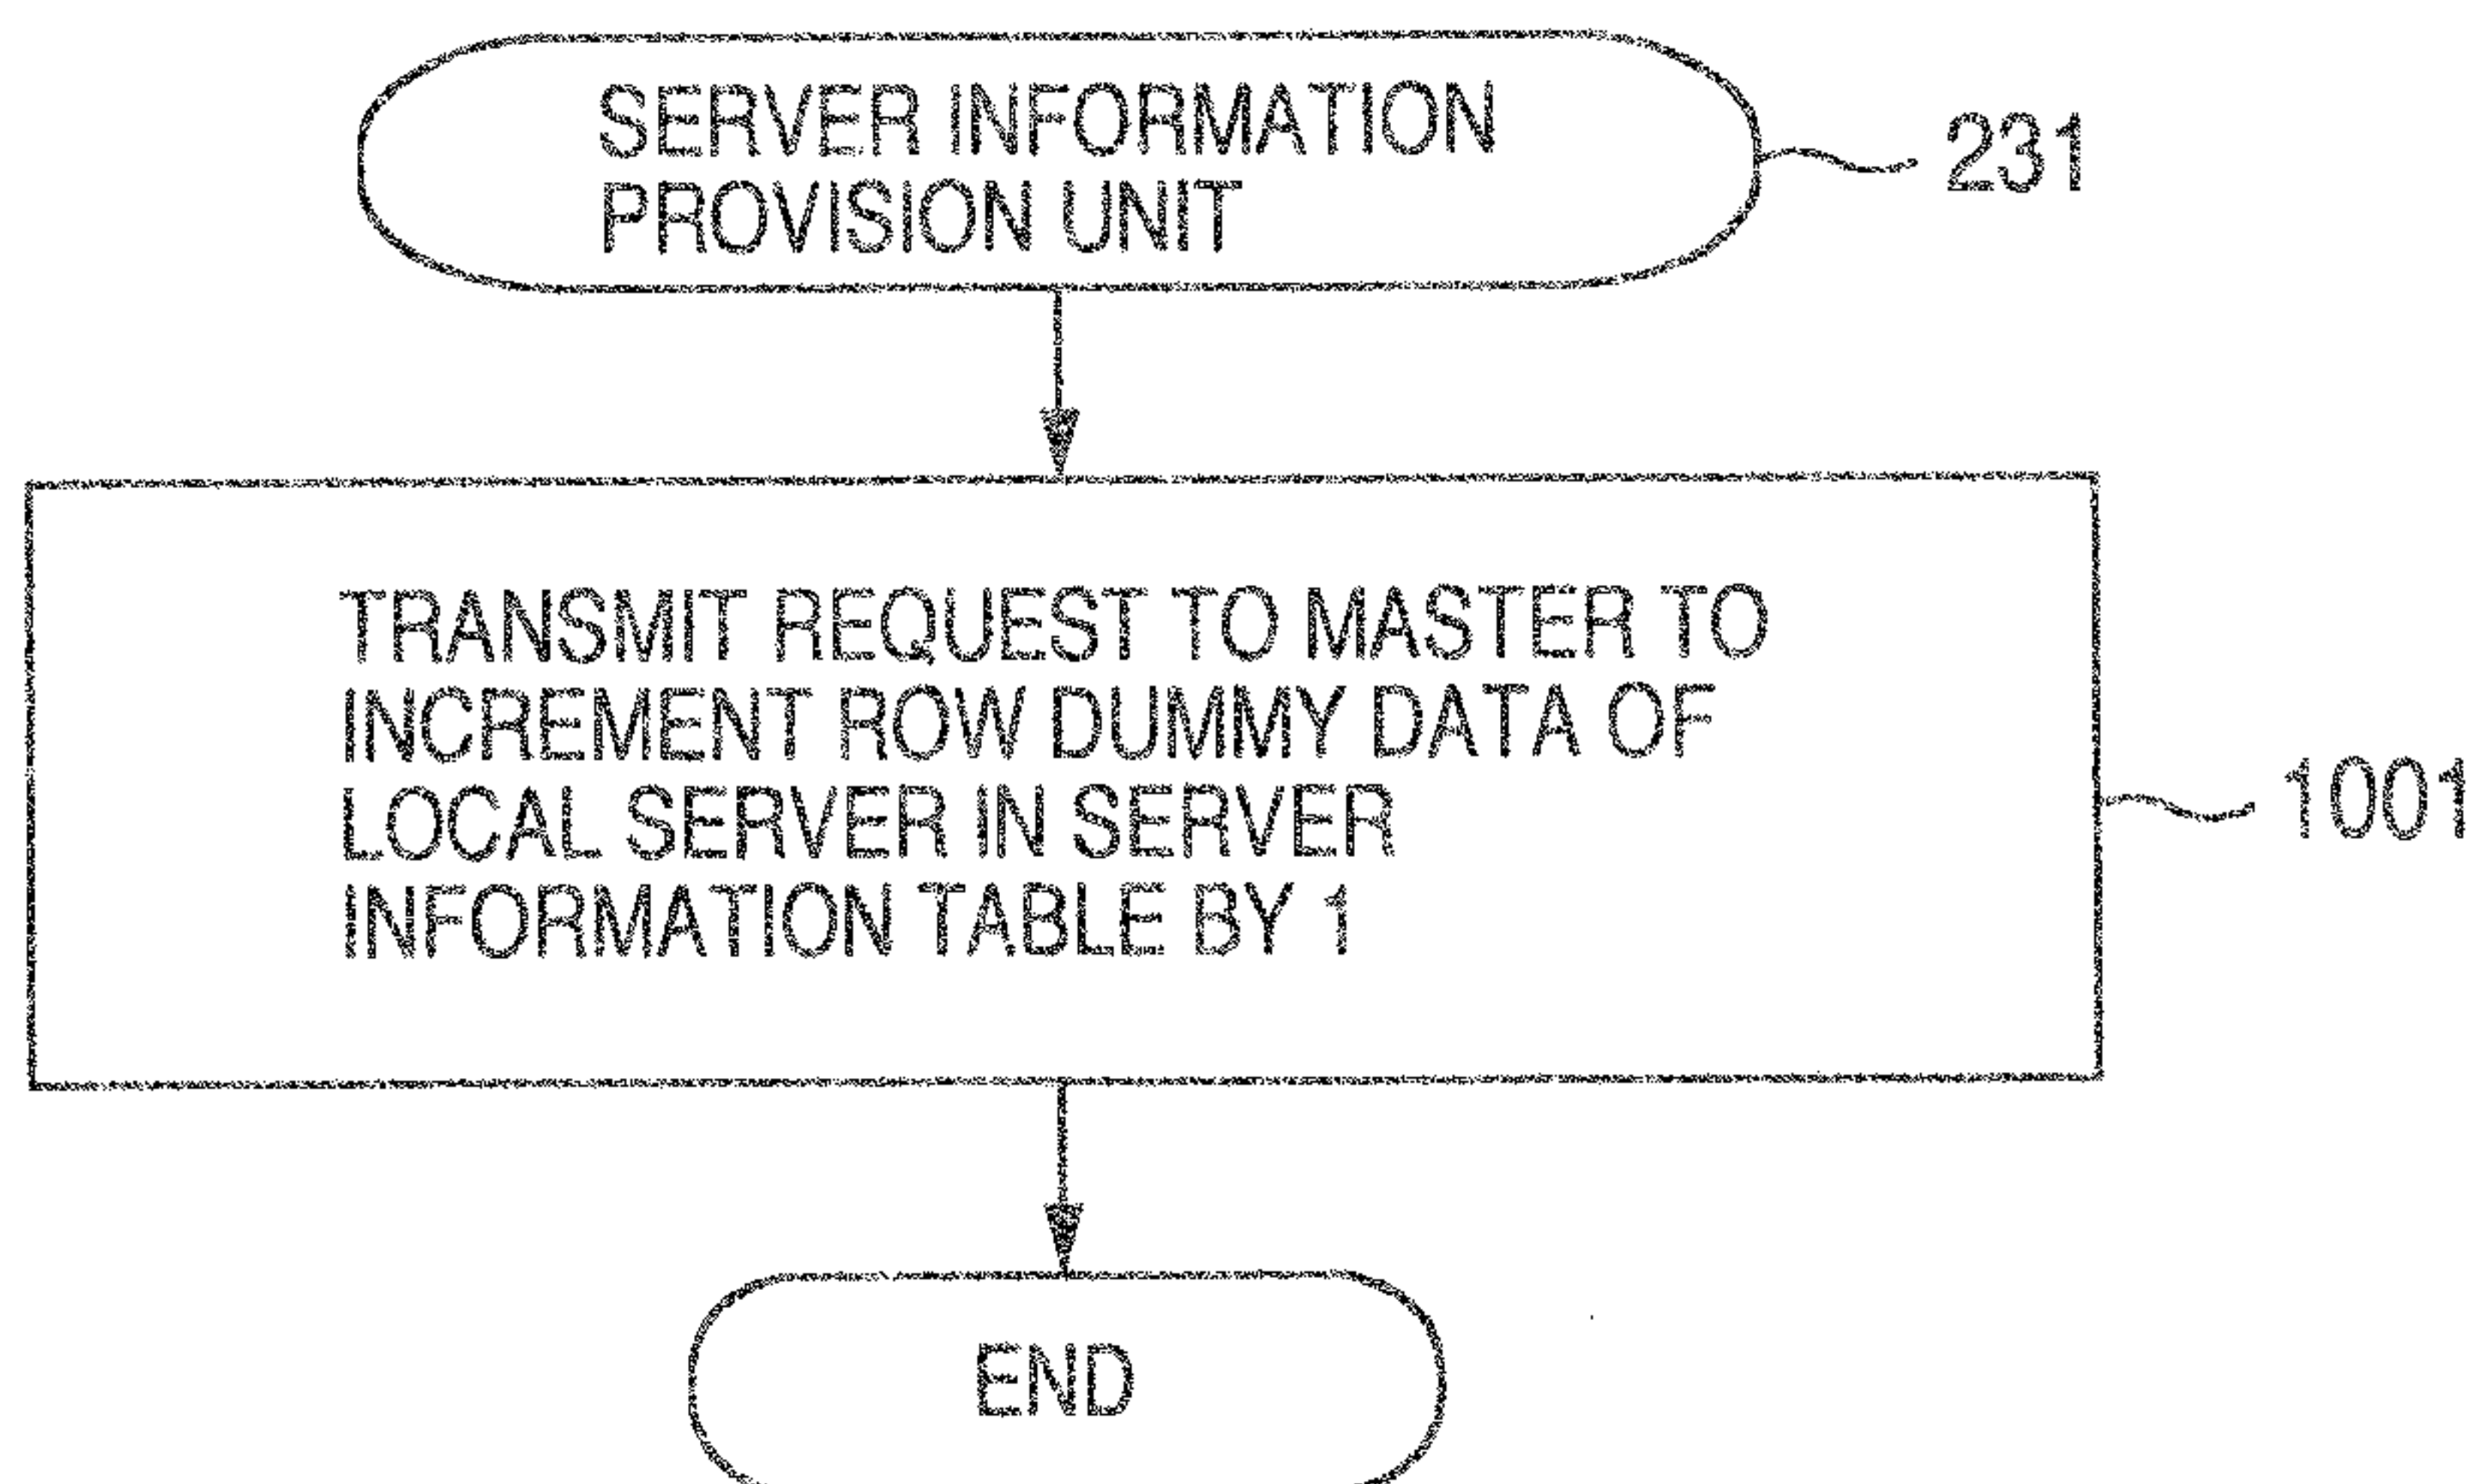 SERVER INFORMATION
PROVISION UNIT
231
TRANSMIT REQUEST TO MASTER TO
INCREMENT ROW DUMMY DATA OF
LOCAL SERVER IN SERVER
INFORMATION TABLE BY 1
1001
END